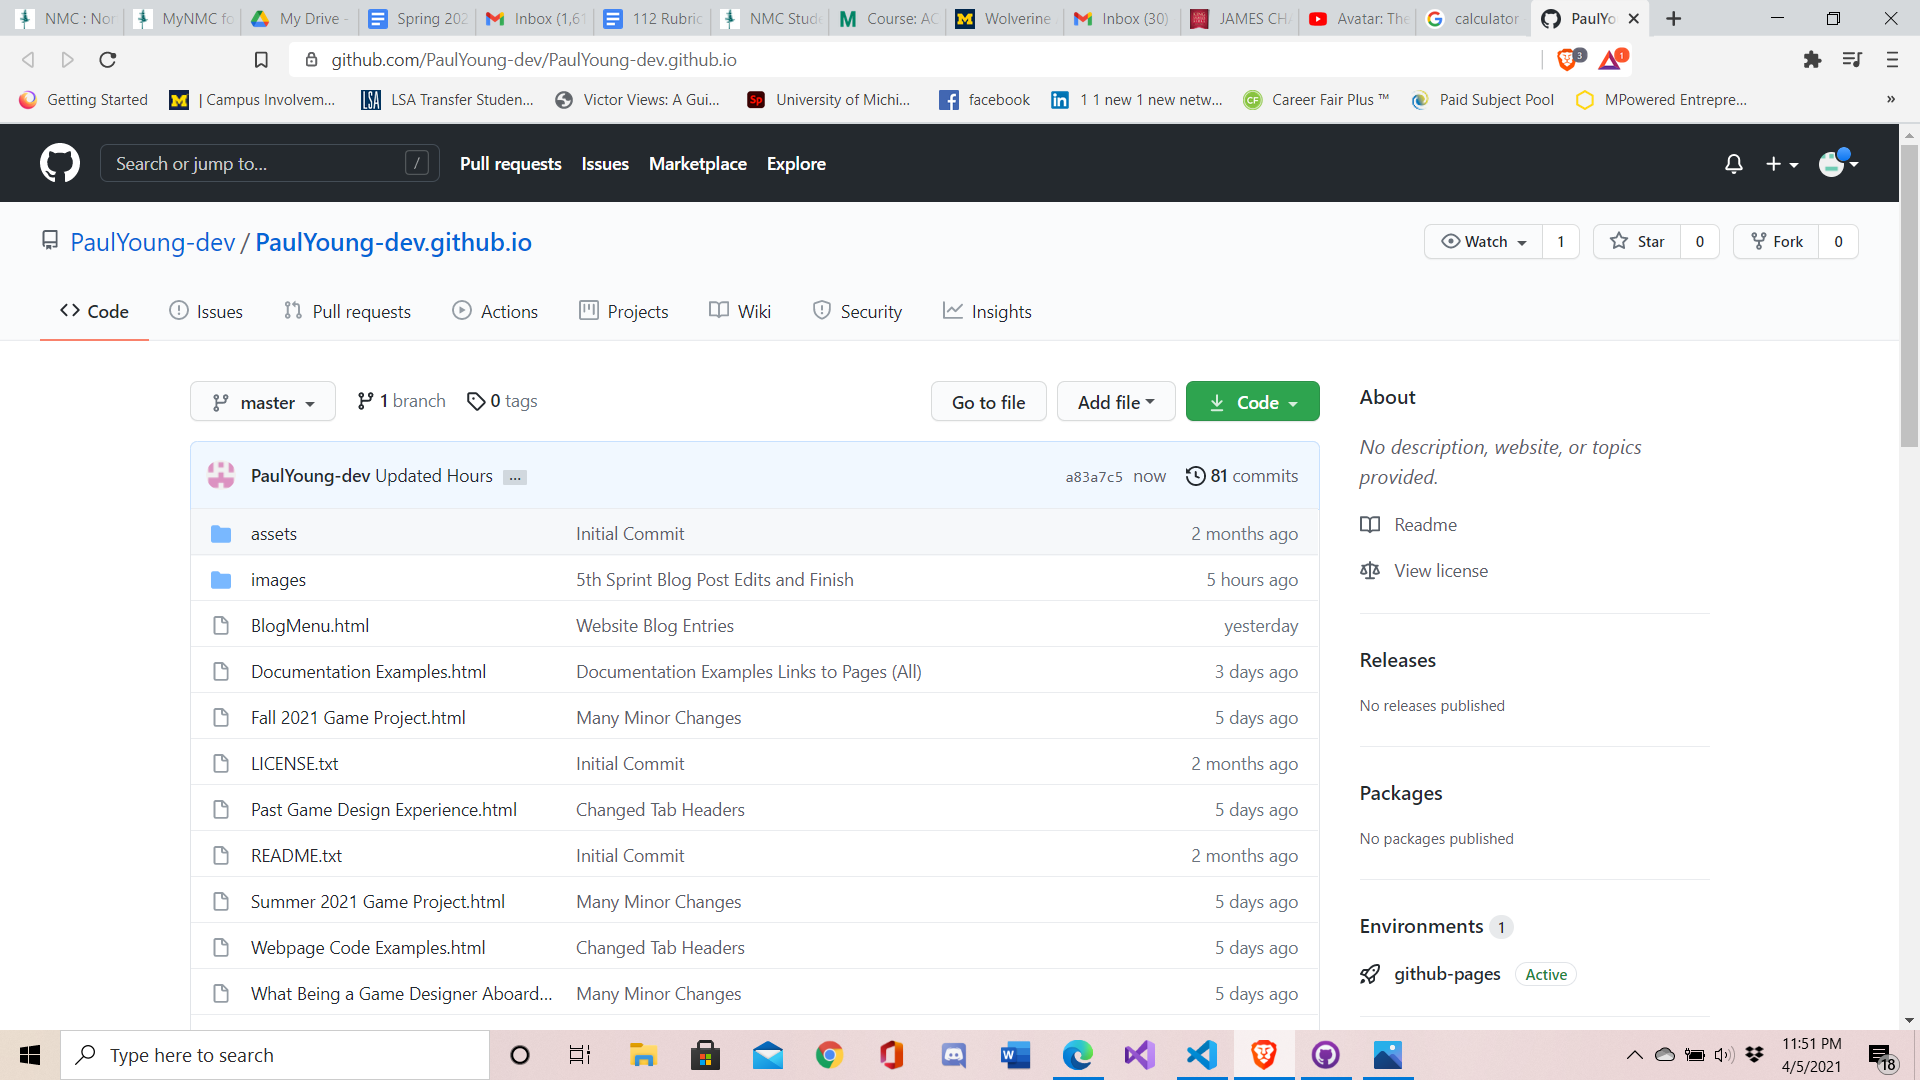 NMC : Nor
MyNMC fo
My Drive -
Spring 202
Inbox (1,61
112 Rubric
NMC Stude
Course: AC
Wolverine
Inbox (30)
JAMES CHA
Avatar: The
calculator
PaulYo
github.com/PaulYoung-dev/PaulYoung-dev.github.io
3
1
Getting Started
| Campus Involvem...
LSA Transfer Studen...
Victor Views: A Gui...
University of Michi...
facebook
1 1 new 1 new netw...
Career Fair Plus ™
Paid Subject Pool
MPowered Entrepre...
»
Search or jump to... /
Pull requests Issues Marketplace Explore
PaulYoung-dev / PaulYoung-dev.github.io
Watch 1
Star 0
Fork 0
Code
Issues
Pull requests
Actions
Projects
Wiki
Security
Insights
master
1 branch
0 tags
Go to file
Add file
Code
PaulYoung-dev Updated Hours ... a83a7c5 now 81 commits
assets Initial Commit 2 months ago
images 5th Sprint Blog Post Edits and Finish 5 hours ago
BlogMenu.html Website Blog Entries yesterday
Documentation Examples.html Documentation Examples Links to Pages (All) 3 days ago
Fall 2021 Game Project.html Many Minor Changes 5 days ago
LICENSE.txt Initial Commit 2 months ago
Past Game Design Experience.html Changed Tab Headers 5 days ago
README.txt Initial Commit 2 months ago
Summer 2021 Game Project.html Many Minor Changes 5 days ago
Webpage Code Examples.html Changed Tab Headers 5 days ago
What Being a Game Designer Aboard... Many Minor Changes 5 days ago
About
No description, website, or topics
provided.
Readme
View license
Releases
No releases published
Packages
No packages published
Environments 1
github-pages Active
Type here to search
11:51 PM
4/5/2021
18